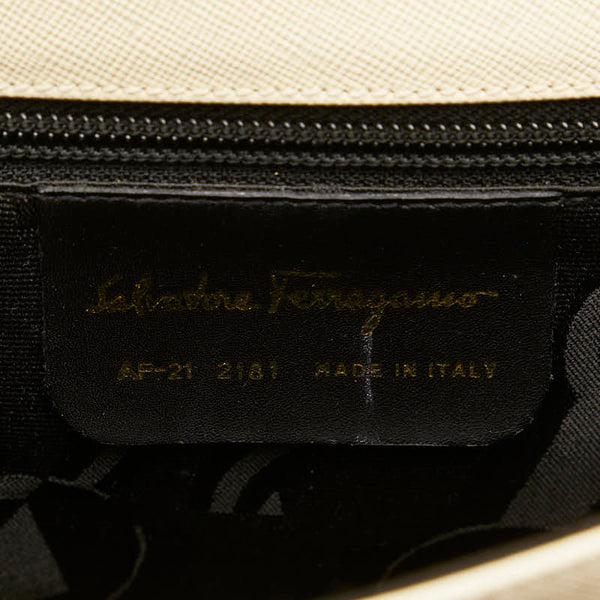 Salvatore Ferragamo
AF-21 2181 MADE IN ITALY